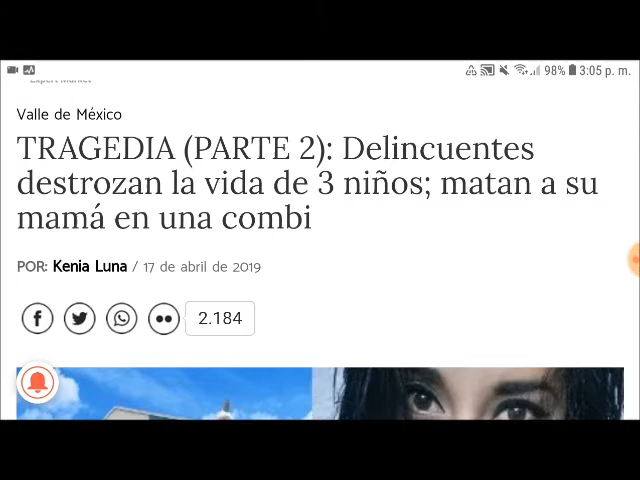 98% 3:05 p. m.
Valle de México
TRAGEDIA (PARTE 2): Delincuentes
destrozan la vida de 3 niños; matan a su
mamá en una combi
POR: Kenia Luna / 17 de abril de 2019
2.184